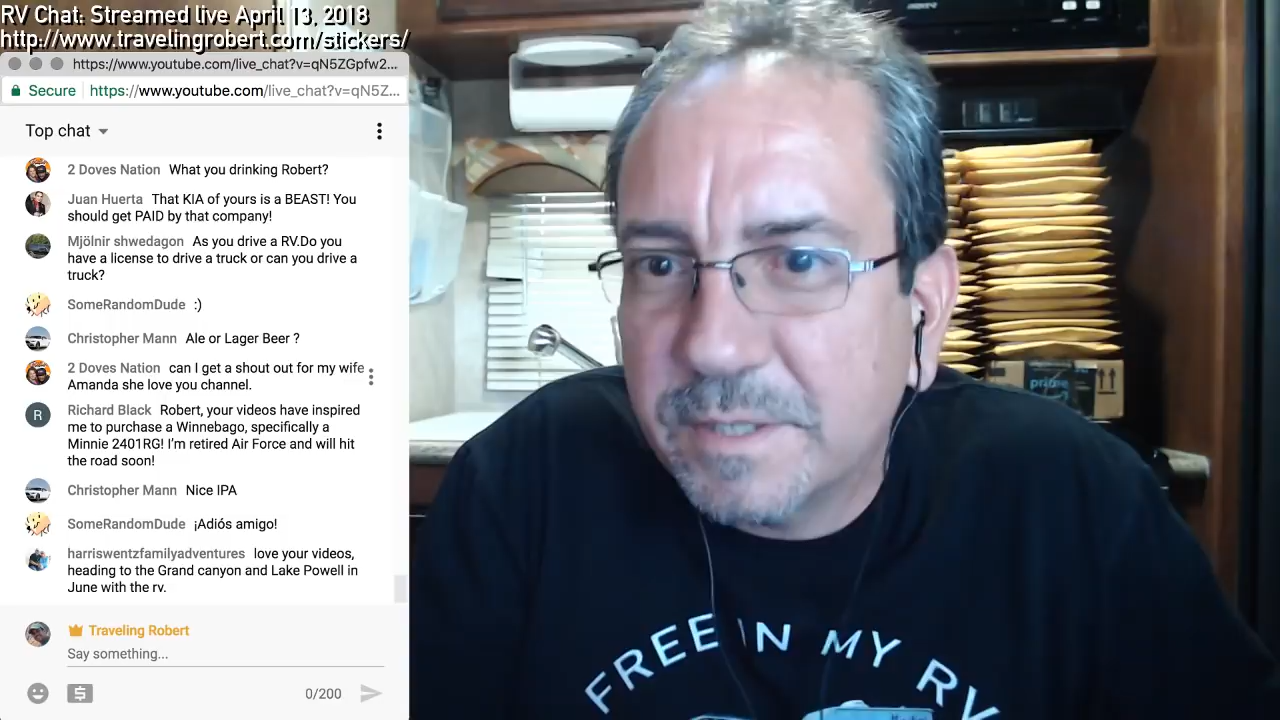 RV Chat: Streamed live April 13, 2018
http://www.travelingrobert.com/stickers/
https://www.youtube.com/live_chat?v=qN5ZGpfw2...
Secure https://www.youtube.com/live_chat?v=qN5Z...
Top chat
2 Doves Nation What you drinking Robert?
Juan Huerta That KIA of yours is a BEAST! You
should get PAID by that company!
Mjölnir shwedagon As you drive a RV.Do you
have a license to drive a truck or can you drive a
truck?
SomeRandomDude :)
Christopher Mann Ale or Lager Beer ?
2 Doves Nation can I get a shout out for my wife
Amanda she love you channel.
R
Richard Black Robert, your videos have inspired
me to purchase a Winnebago, specifically a
Minnie 2401RG! I'm retired Air Force and will hit
the road soon!
Christopher Mann Nice IPA
SomeRandomDude ¡Adiós amigo!
harriswentzfamilyadventures love your videos,
heading to the Grand canyon and Lake Powell in
June with the rv.
Traveling Robert
Say something...
0/200
prime
FREE IN MY RV